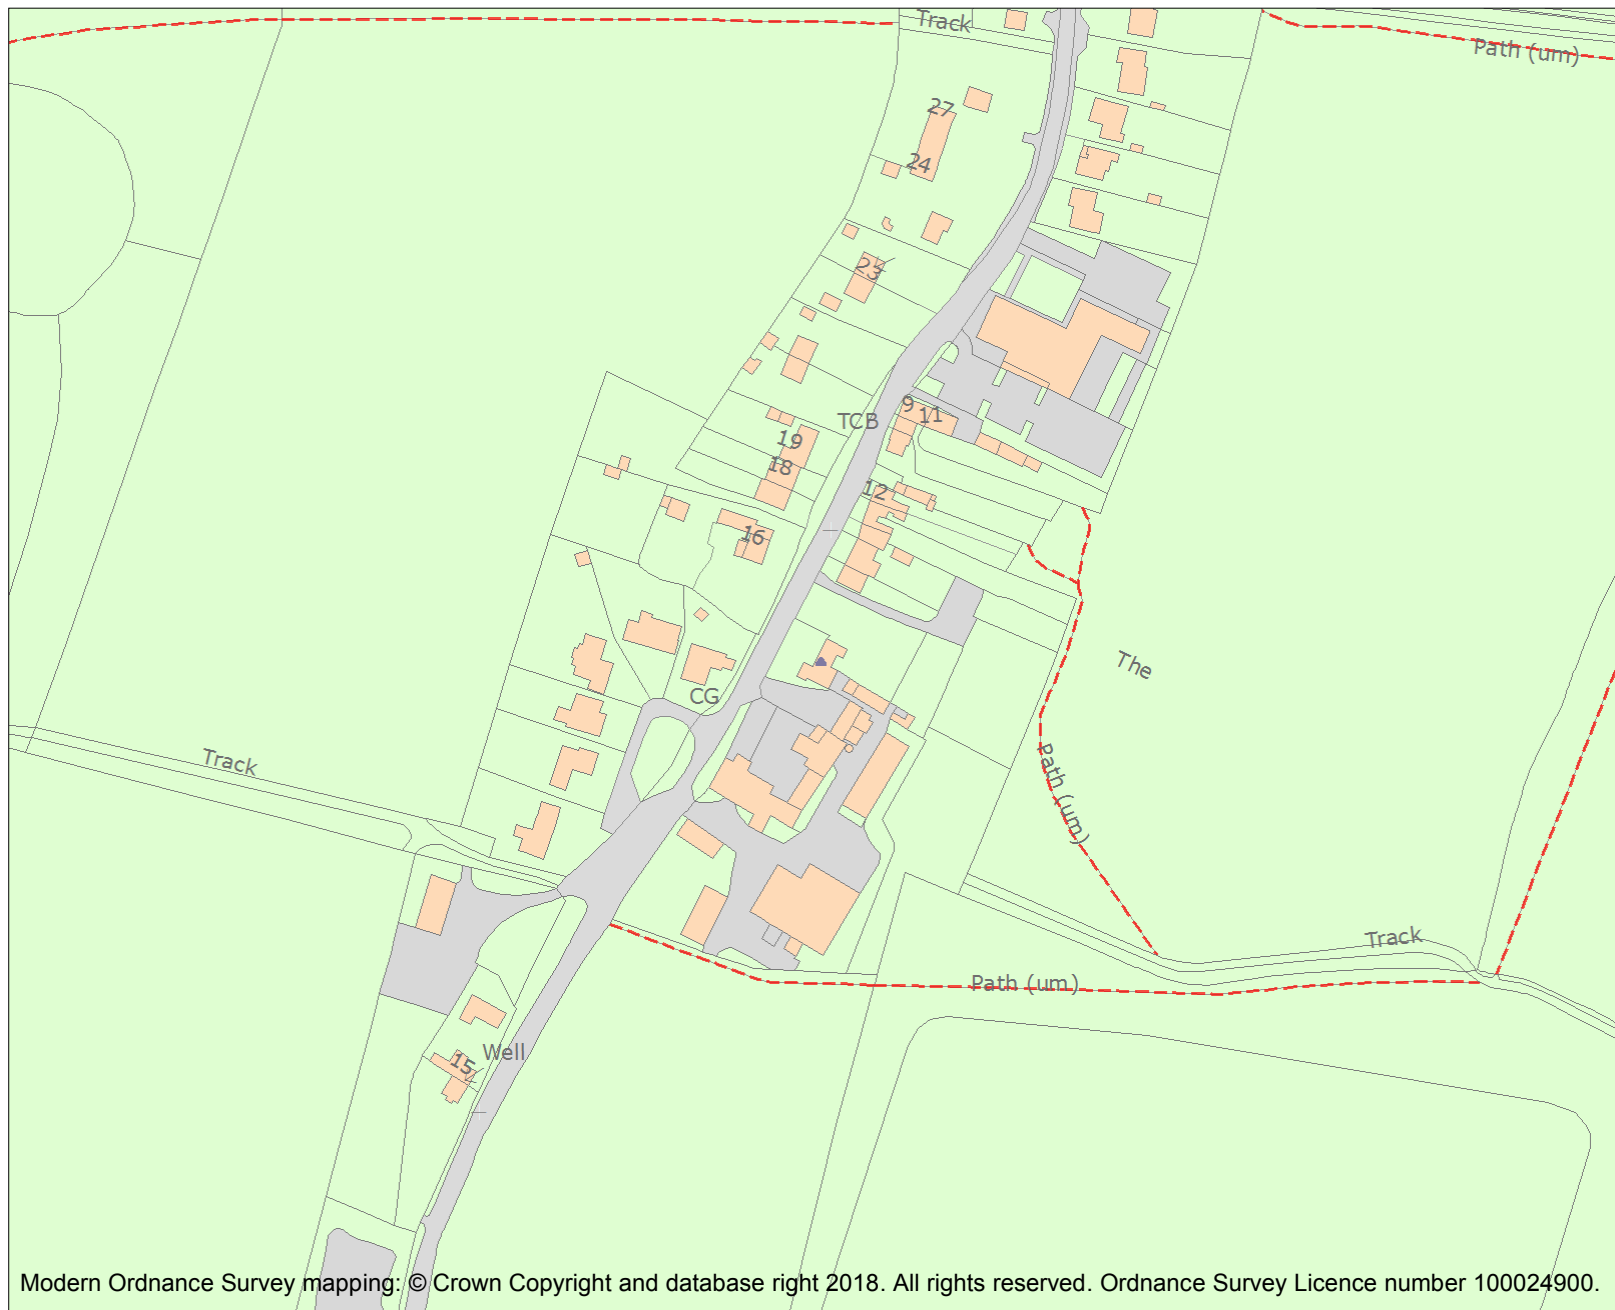 Track
Path (um)
27
24
23
TCB
9
11
19
18
12
16
The
CG
Track
Path (um)
Track
Path (um)
15
Well
Modern Ordnance Survey mapping: © Crown Copyright and database right 2018. All rights reserved. Ordnance Survey Licence number 100024900.